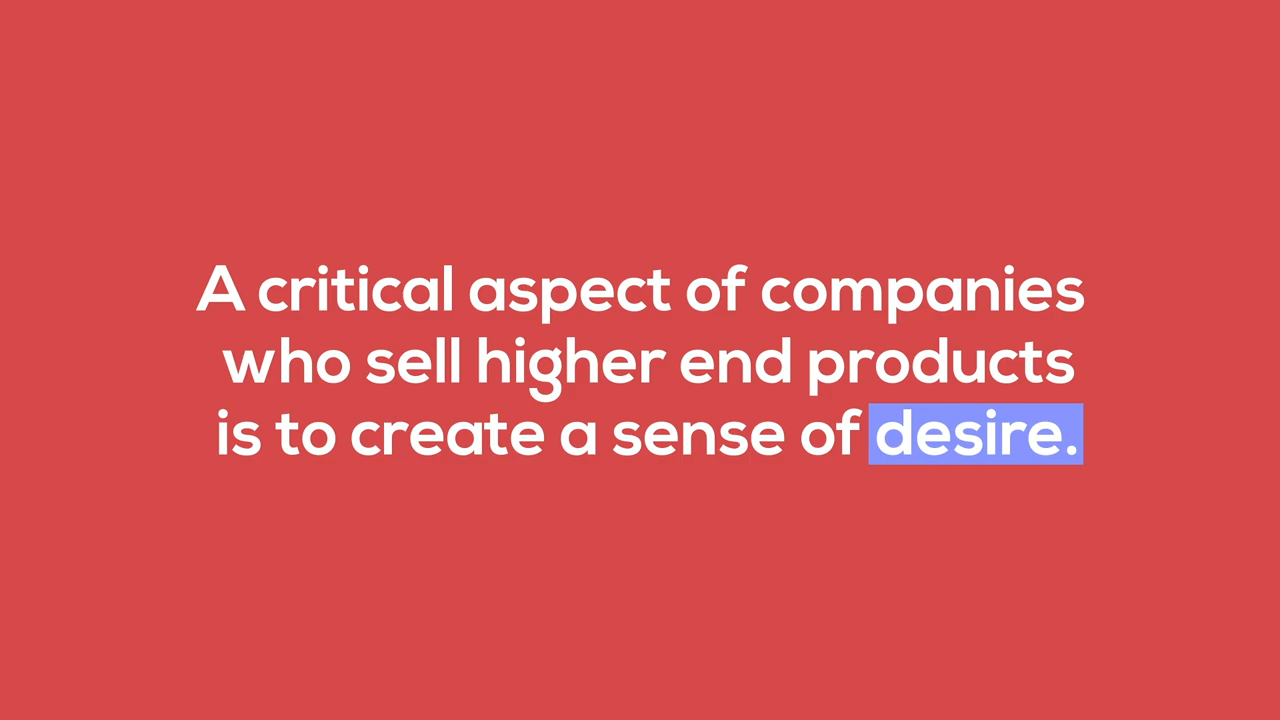 A critical aspect of companies
who sell higher end products
is to create a sense of desire.